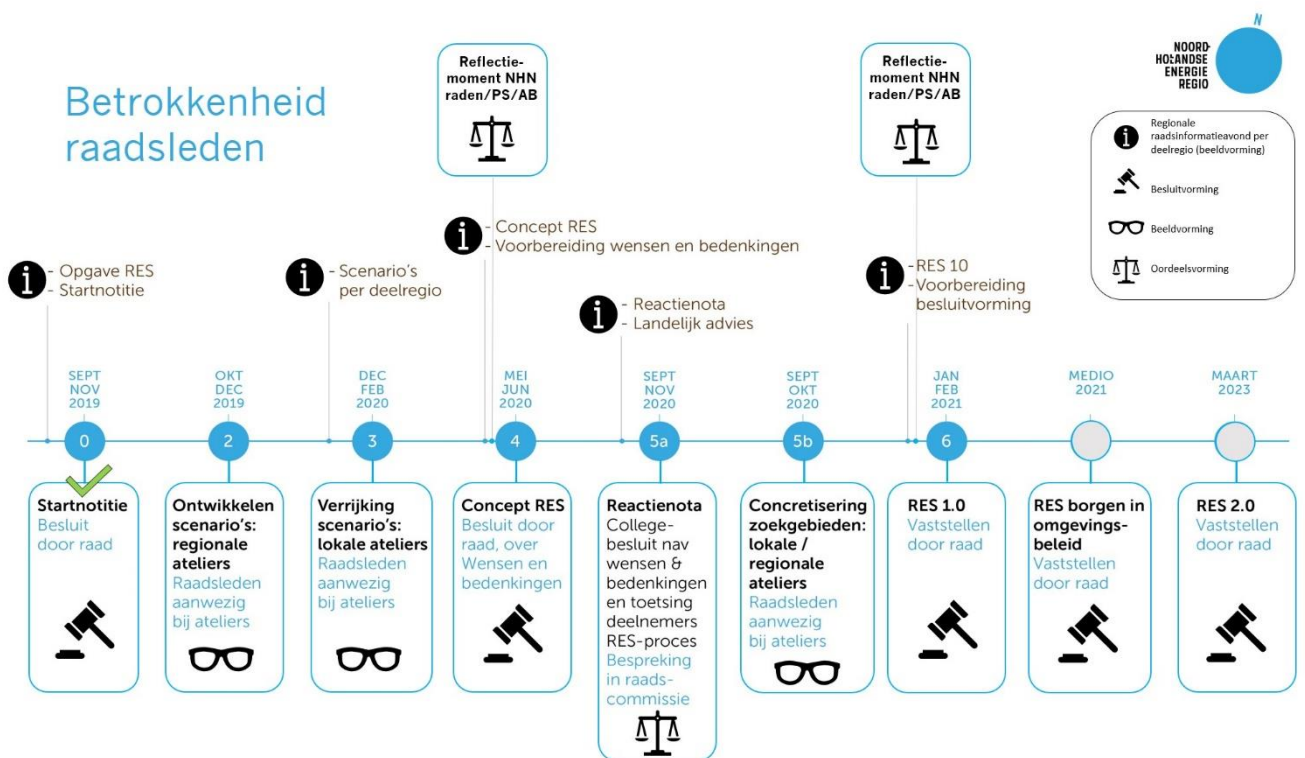 Betrokkenheid
raadsleden
Reflectie-
moment NHN
raden/PS/AB
Reflectie-
moment NHN
raden/PS/AB
N
NOORD-
HOLLANDSE
ENERGIE
REGIO
i
Regionale
raadsinformatieavond per
deelregio (beeldvorming)
Besluitvorming
Beeldvorming
Oordeelsvorming
i
- Opgave RES
- Startnotitie
i
- Scenario's
per deelregio
i
- Concept RES
- Voorbereiding wensen en bedenkingen
i
- Reactienota
- Landelijk advies
i
-RES 10
-Voorbereiding
besluitvorming
SEPT
NOV
2019
OKT
DEC
2019
DEC
FEB
2020
MEI
JUN
2020
SEPT
NOV
2020
SEPT
OKT
2020
JAN
FEB
2021
MEDIO
2021
MAART
2023
0
2
3
4
5a
5b
6
Startnotitie
Besluit
door raad
Ontwikkelen
scenario's:
regionale
ateliers
Raadsleden
aanwezig
bij ateliers
Verrijking
scenario's:
lokale ateliers
Raadsleden
aanwezig
bij ateliers
Concept RES
Besluit door
raad, over
Wensen en
bedenkingen
Reactienota
College-
besluit nav
wensen &
bedenkingen
en toetsing
deelnemers
RES-proces
Bespreking
in raads-
commissie
Concretisering
zoekgebieden:
lokale /
regionale
ateliers
Raadsleden
aanwezig
bij ateliers
RES 1.0
Vaststellen
door raad
RES borgen in
omgevings-
beleid
Vaststellen
door raad
RES 2.0
Vaststellen
door raad